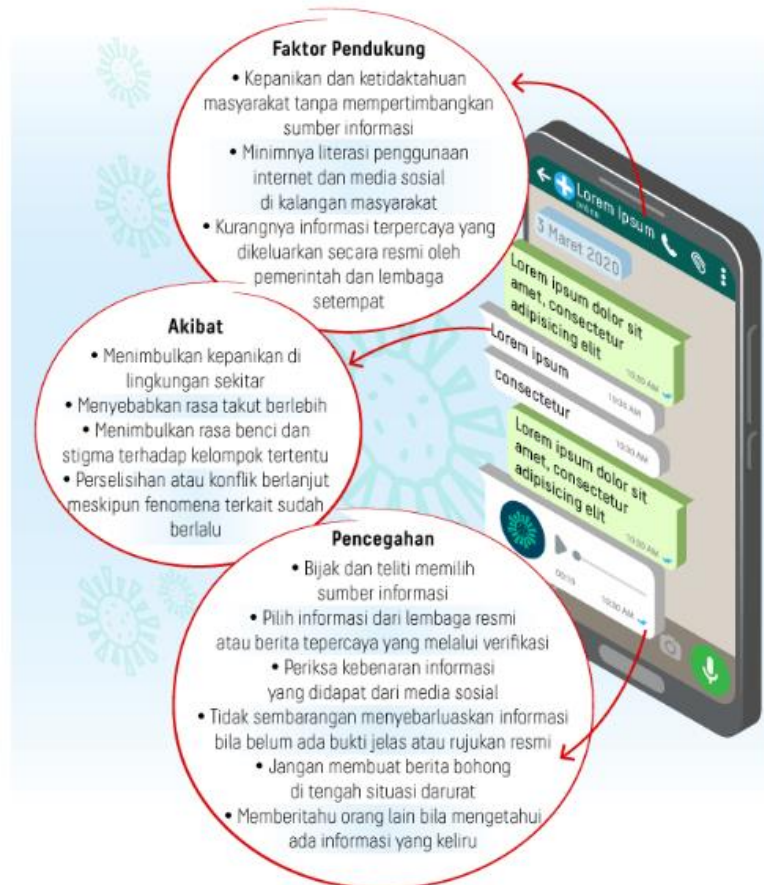 Faktor Pendukung
• Kepanikan dan ketidaktahuan
masyarakat tanpa mempertimbangkan
sumber informasi
• Minimnya literasi penggunaan
internet dan media sosial
di kalangan masyarakat
• Kurangnya informasi terpercaya yang
dikeluarkan secara resmi oleh
pemerintah dan lembaga
setempat
Akibat
• Menimbulkan kepanikan di
lingkungan sekitar
• Menyebabkan rasa takut berlebih
• Menimbulkan rasa benci dan
stigma terhadap kelompok tertentu
• Perselisihan atau konflik berlanjut
meskipun fenomena terkait sudah
berlalu
Pencegahan
• Bijak dan teliti memilih
sumber informasi
• Pilih informasi dari lembaga resmi
atau berita tepercaya yang melalui verifikasi
• Periksa kebenaran informasi
yang didapat dari media sosial
• Tidak sembarangan menyebarluaskan informasi
bila belum ada bukti jelas atau rujukan resmi
• Jangan membuat berita bohong
di tengah situasi darurat
• Memberitahu orang lain bila mengetahui
ada informasi yang keliru
Lorem Ipsum
online
3 Maret 2020
Lorem ipsum dolor sit
amet, consectetur
adipisicing elit
10:30 AM
Lorem ipsum
10:30 AM
consectetur
10:30 AM
Lorem ipsum dolor sit
amet, consectetur
adipisicing elit
10:30 AM
00:19
10:30 AM